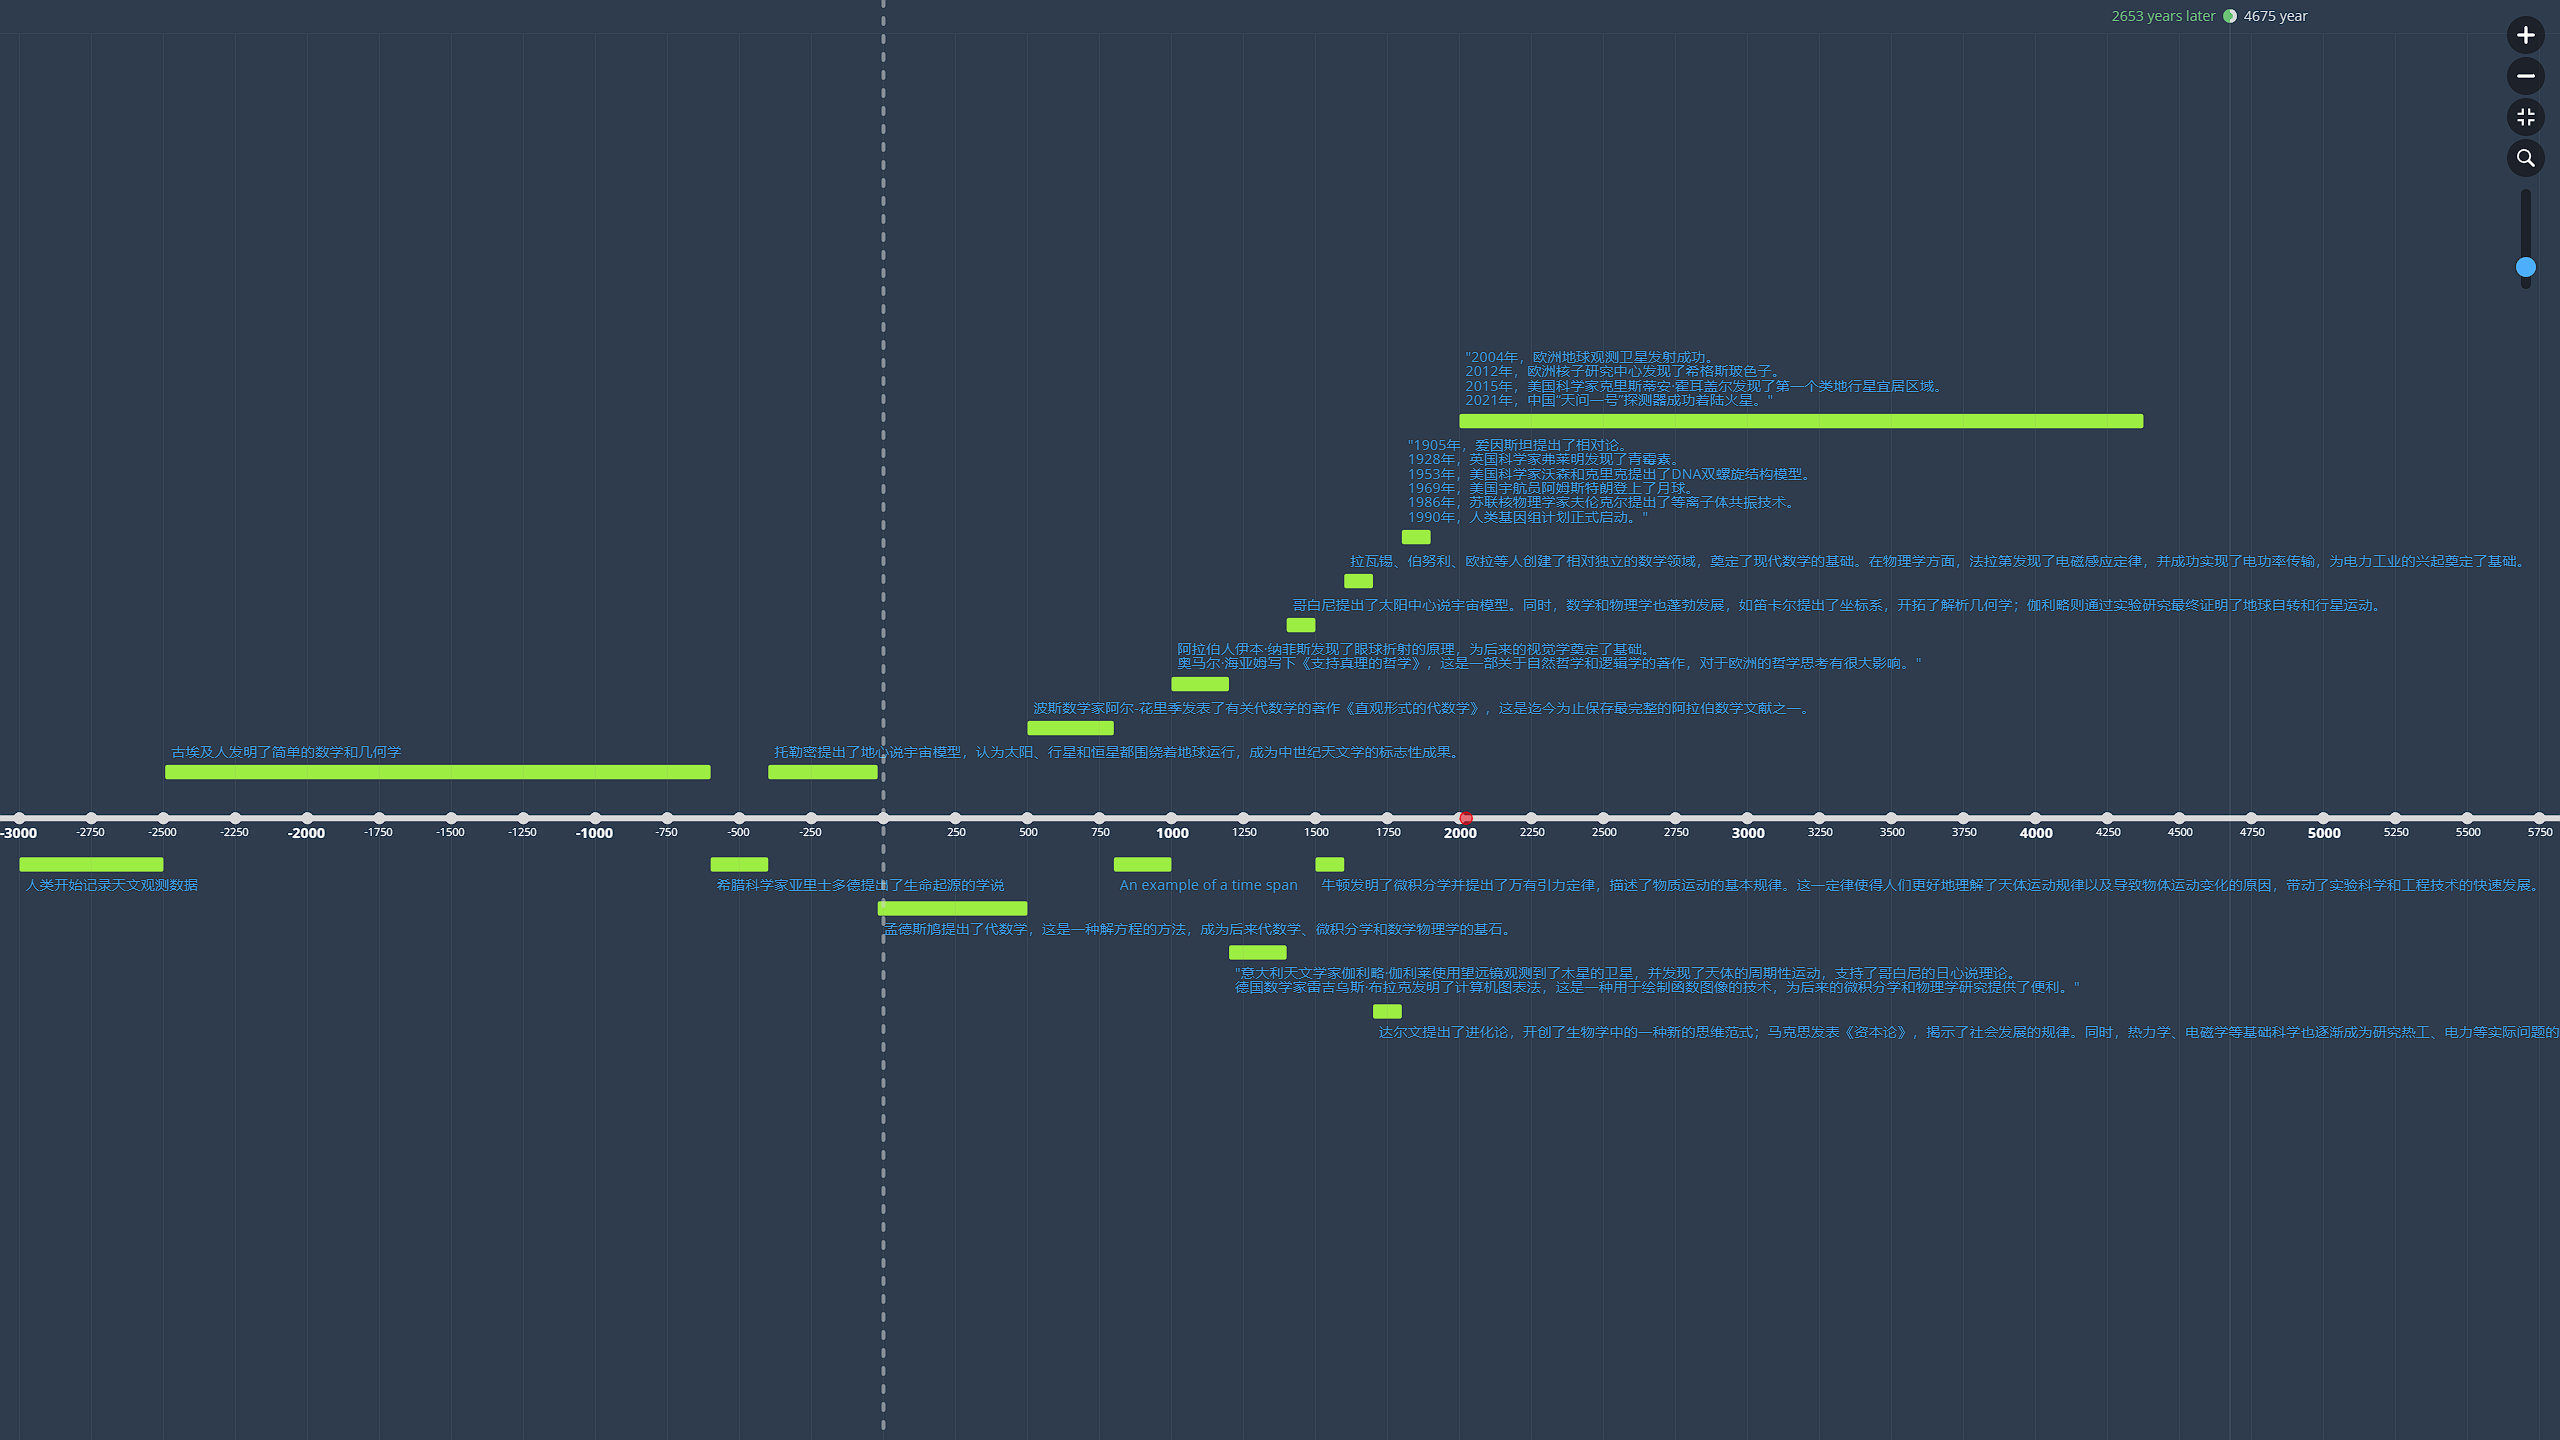 2653 years later 4675 year
"2004年，欧洲地球观测卫星发射成功。
2012年，欧洲核子研究中心发现了希格斯玻色子。
2015年，美国科学家克里斯蒂安·霍耳盖尔发现了第一个类地行星宜居区域。
2021年，中国“天问一号”探测器成功着陆火星。"
"1905年，爱因斯坦提出了相对论。
1928年，英国科学家弗莱明发现了青霉素。
1953年，美国科学家沃森和克里克提出了DNA双螺旋结构模型。
1969年，美国宇航员阿姆斯特朗登上了月球。
1986年，苏联核物理学家夫伦克尔提出了等离子体共振技术。
1990年，人类基因组计划正式启动。"
拉瓦锡、伯努利、欧拉等人创建了相对独立的数学领域，奠定了现代数学的基础。在物理学方面，法拉第发现了电磁感应定律，并成功实现了电功率传输，为电力工业的兴起奠定了基础。
哥白尼提出了太阳中心说宇宙模型。同时，数学和物理学也蓬勃发展，如笛卡尔提出了坐标系，开拓了解析几何学；伽利略则通过实验研究最终证明了地球自转和行星运动。
阿拉伯人伊本·纳菲斯发现了眼球折射的原理，为后来的视觉学奠定了基础。
奥马尔·海亚姆写下《支持真理的哲学》，这是一部关于自然哲学和逻辑学的著作，对于欧洲的哲学思考有很大影响。"
波斯数学家阿尔-花里季发表了有关代数学的著作《直观形式的代数学》，这是迄今为止保存最完整的阿拉伯数学文献之一。
古埃及人发明了简单的数学和几何学
托勒密提出了地心说宇宙模型，认为太阳、行星和恒星都围绕着地球运行，成为中世纪天文学的标志性成果。
-3000 -2750 -2500 -2250 -2000 -1750 -1500 -1250 -1000 -750 -500 -250 250 500 750 1000 1250 1500 1750 2000 2250 2500 2750 3000 3250 3500 3750 4000 4250 4500 4750 5000 5250 5500 5750
人类开始记录天文观测数据
希腊科学家亚里士多德提出了生命起源的学说
An example of a time span
牛顿发明了微积分学并提出了万有引力定律，描述了物质运动的基本规律。这一定律使得人们更好地理解了天体运动规律以及导致物体运动变化的原因，带动了实验科学和工程技术的快速发展。
孟德斯鸠提出了代数学，这是一种解方程的方法，成为后来代数学、微积分学和数学物理学的基石。
"意大利天文学家伽利略·伽利莱使用望远镜观测到了木星的卫星，并发现了天体的周期性运动，支持了哥白尼的日心说理论。
德国数学家雷吉乌斯·布拉克发明了计算机图表法，这是一种用于绘制函数图像的技术，为后来的微积分学和物理学研究提供了便利。"
达尔文提出了进化论，开创了生物学中的一种新的思维范式；马克思发表《资本论》，揭示了社会发展的规律。同时，热力学、电磁学等基础科学也逐渐成为研究热工、电力等实际问题的